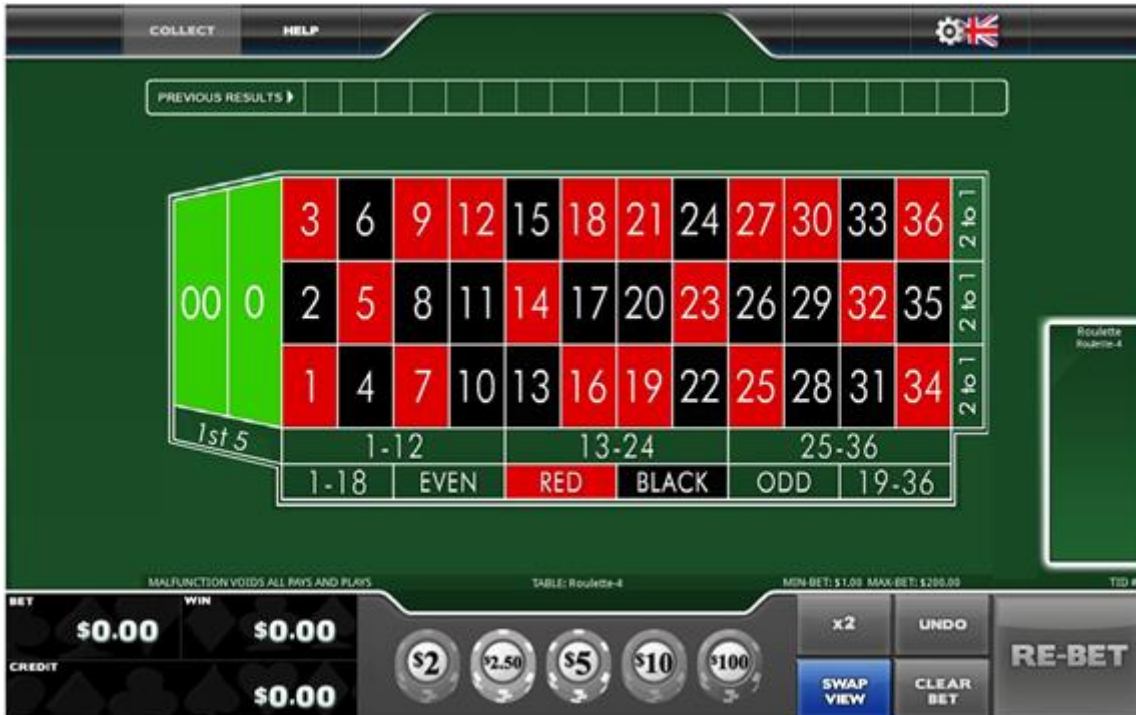 COLLECT HELP
PREVIOUS RESULTS
3 6 9 12 15 18 21 24 27 30 33 36 2 to 1
00 0 2 5 8 11 14 17 20 23 26 29 32 35 2 to 1
1 4 7 10 13 16 19 22 25 28 31 34 2 to 1
1st 5 1-12 13-24 25-36
1-18 EVEN RED BLACK ODD 19-36
Roulette
Roulette-4
MALFUNCTION VOIDS ALL PAYS AND PLAYS TABLE: Roulette-4 MIN-BET: $1.00 MAX-BET: $200.00 TID #
BET $0.00 WIN $0.00
CREDIT $0.00
$2 $2.50 $5 $10 $100
x2 UNDO
SWAP VIEW CLEAR BET
RE-BET